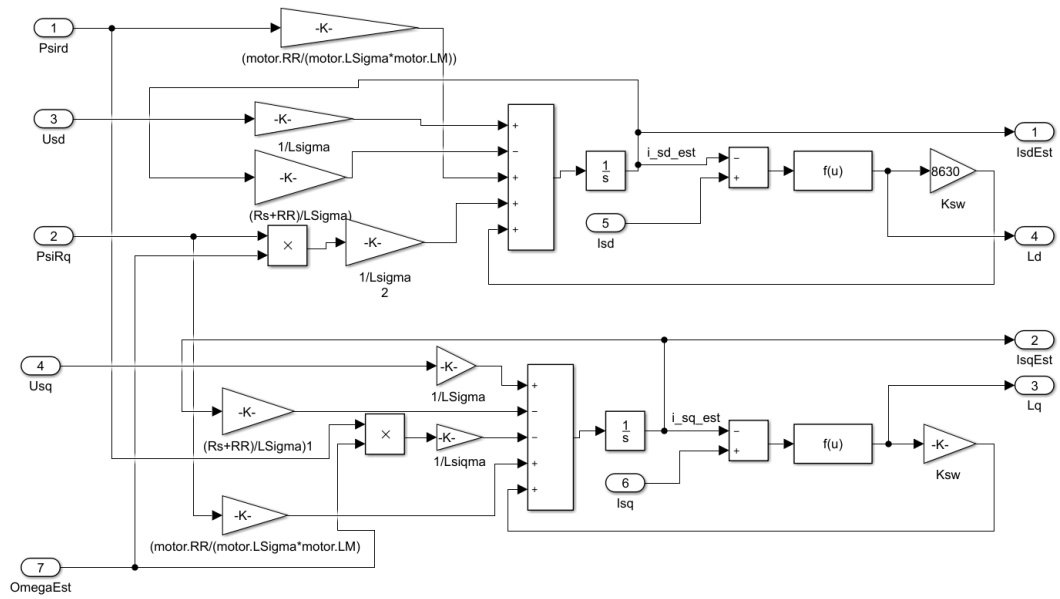 1
Psird
-K-
(motor.RR/(motor.LSigma*motor.LM))
3
Usd
-K-
1/Lsigma
-K-
(Rs+RR)/LSigma)
2
PsiRq
×
-K-
1/Lsigma
2
+
−
+
+
+
1
s
i_sd_est
5
Isd
−
+
f(u)
8630
Ksw
1
IsdEst
4
Ld
4
Usq
-K-
1/LSigma
-K-
(Rs+RR)/LSigma)1
×
-K-
1/Lsiqma
-K-
(motor.RR/(motor.LSigma*motor.LM)
7
OmegaEst
+
−
−
+
+
1
s
i_sq_est
6
Isq
−
+
f(u)
-K-
Ksw
2
IsqEst
3
Lq